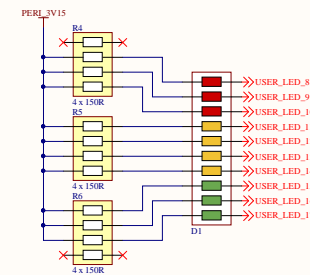 PERI_3V15
R4
4 x 150R
R5
4 x 150R
R6
4 x 150R
USER_LED_8
USER_LED_9
USER_LED_1
USER_LED_1
USER_LED_1
USER_LED_1
USER_LED_1
USER_LED_1
USER_LED_1
USER_LED_1
D1